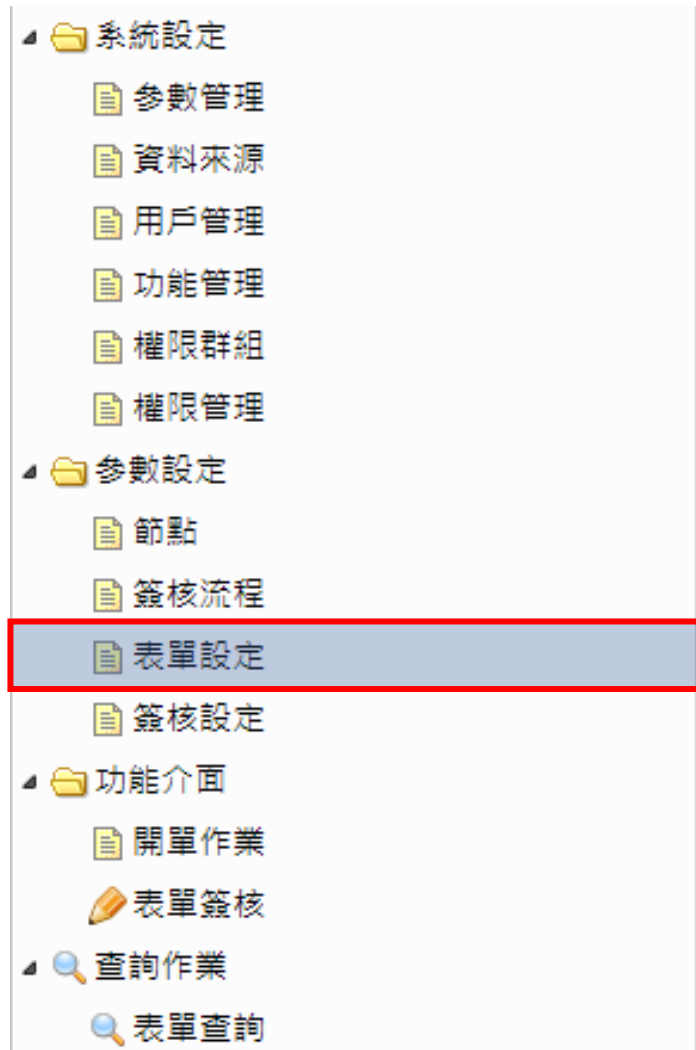 系統設定
參數管理
資料來源
用戶管理
功能管理
權限群組
權限管理
參數設定
節點
簽核流程
表單設定
簽核設定
功能介面
開單作業
表單簽核
查詢作業
表單查詢